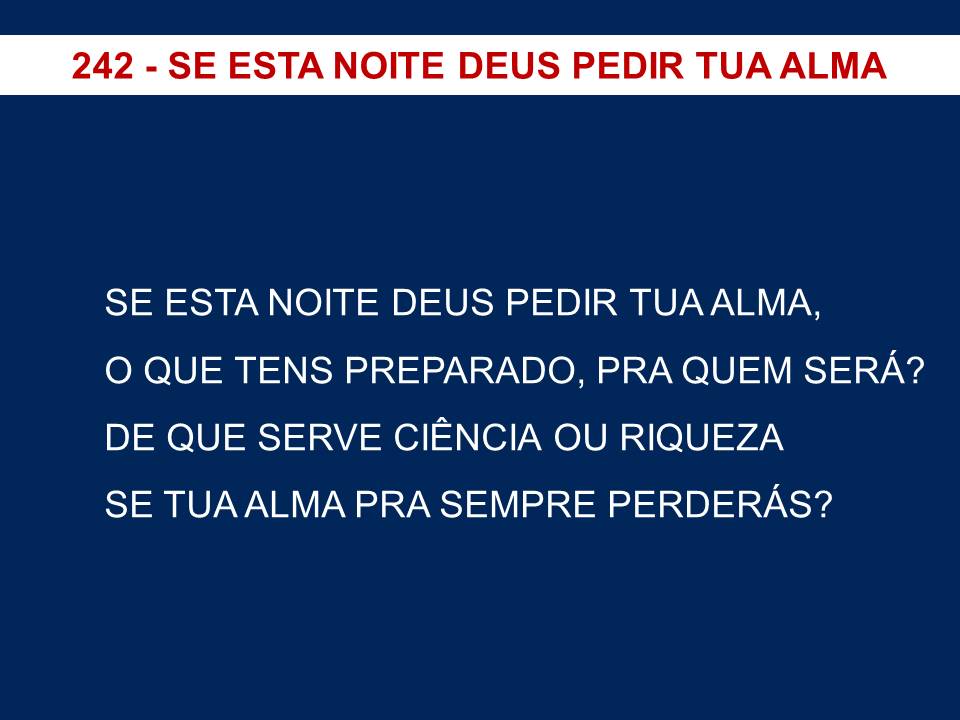 242 - SE ESTA NOITE DEUS PEDIR TUA ALMA
SE ESTA NOITE DEUS PEDIR TUA ALMA,
O QUE TENS PREPARADO, PRA QUEM SERÁ?
DE QUE SERVE CIÊNCIA OU RIQUEZA
SE TUA ALMA PRA SEMPRE PERDERÁS?